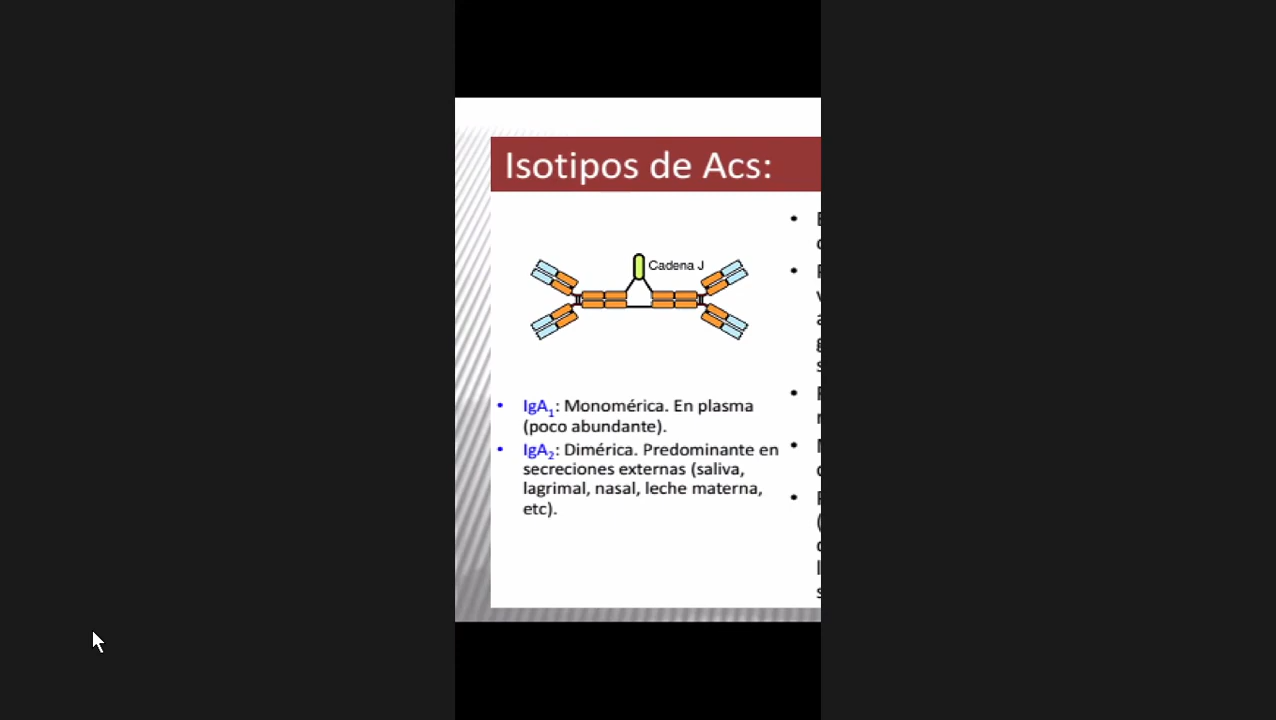 Isotipos de Acs:
Cadena J
• IgA1: Monomérica. En plasma
(poco abundante).
• IgA2: Dimérica. Predominante en
secreciones externas (saliva,
lagrimal, nasal, leche materna,
etc).